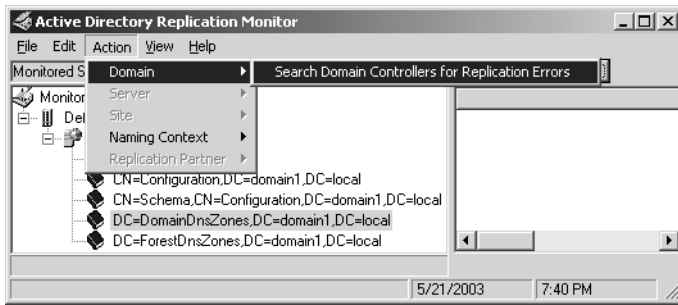 Active Directory Replication Monitor
File Edit Action View Help
Monitored S
Domain
Search Domain Controllers for Replication Errors
Monitor
Server
Def
Site
Naming Context
Replication Partner
CN=Configuration,DC=domain1,DC=local
CN=Schema,CN=Configuration,DC=domain1,DC=local
DC=DomainDnsZones,DC=domain1,DC=local
DC=ForestDnsZones,DC=domain1,DC=local
5/21/2003 7:40 PM